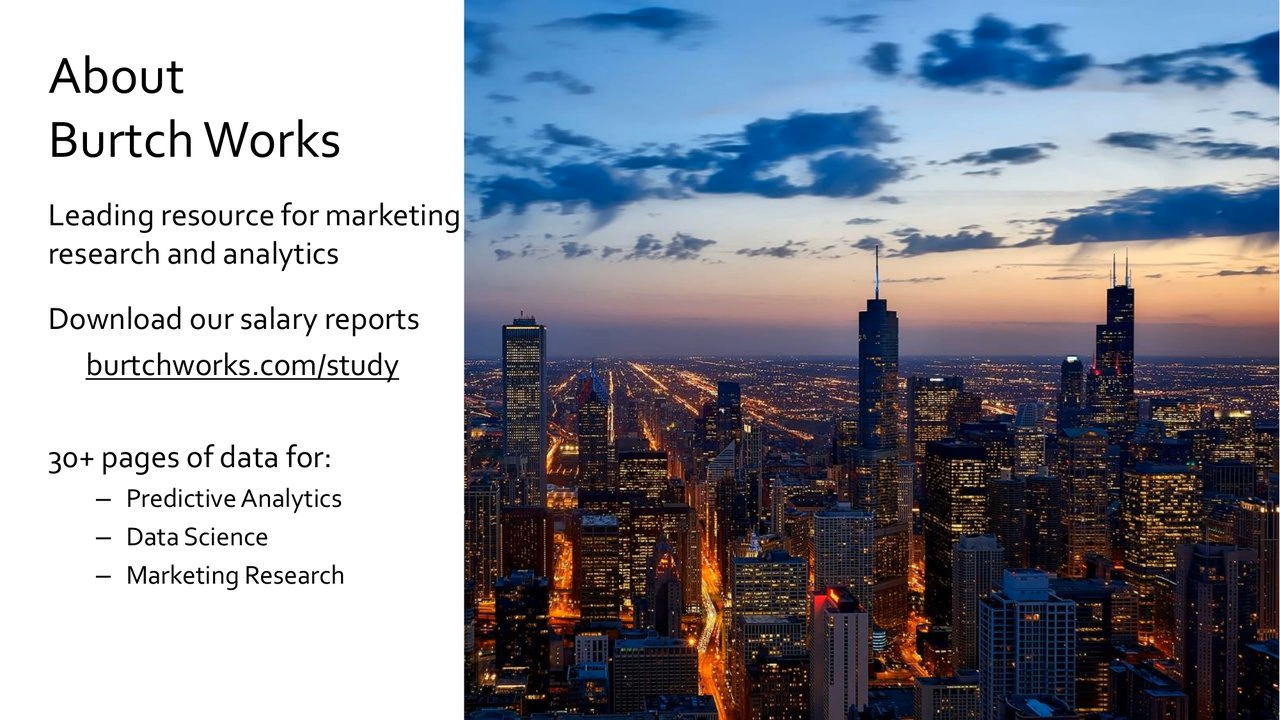 About
Burtch Works
Leading resource for marketing
research and analytics
Download our salary reports
burtchworks.com/study
30+ pages of data for:
– Predictive Analytics
– Data Science
– Marketing Research